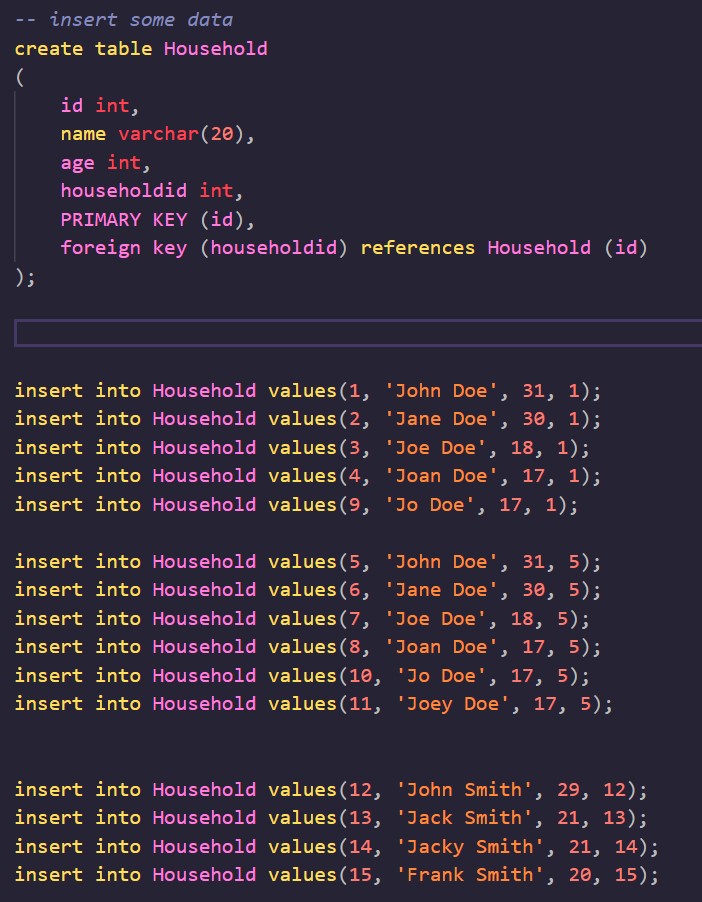 -- insert some data
create table Household
(
    id int,
    name varchar(20),
    age int,
    householdid int,
    PRIMARY KEY (id),
    foreign key (householdid) references Household (id)
);
insert into Household values(1, 'John Doe', 31, 1);
insert into Household values(2, 'Jane Doe', 30, 1);
insert into Household values(3, 'Joe Doe', 18, 1);
insert into Household values(4, 'Joan Doe', 17, 1);
insert into Household values(9, 'Jo Doe', 17, 1);
insert into Household values(5, 'John Doe', 31, 5);
insert into Household values(6, 'Jane Doe', 30, 5);
insert into Household values(7, 'Joe Doe', 18, 5);
insert into Household values(8, 'Joan Doe', 17, 5);
insert into Household values(10, 'Jo Doe', 17, 5);
insert into Household values(11, 'Joey Doe', 17, 5);
insert into Household values(12, 'John Smith', 29, 12);
insert into Household values(13, 'Jack Smith', 21, 13);
insert into Household values(14, 'Jacky Smith', 21, 14);
insert into Household values(15, 'Frank Smith', 20, 15);